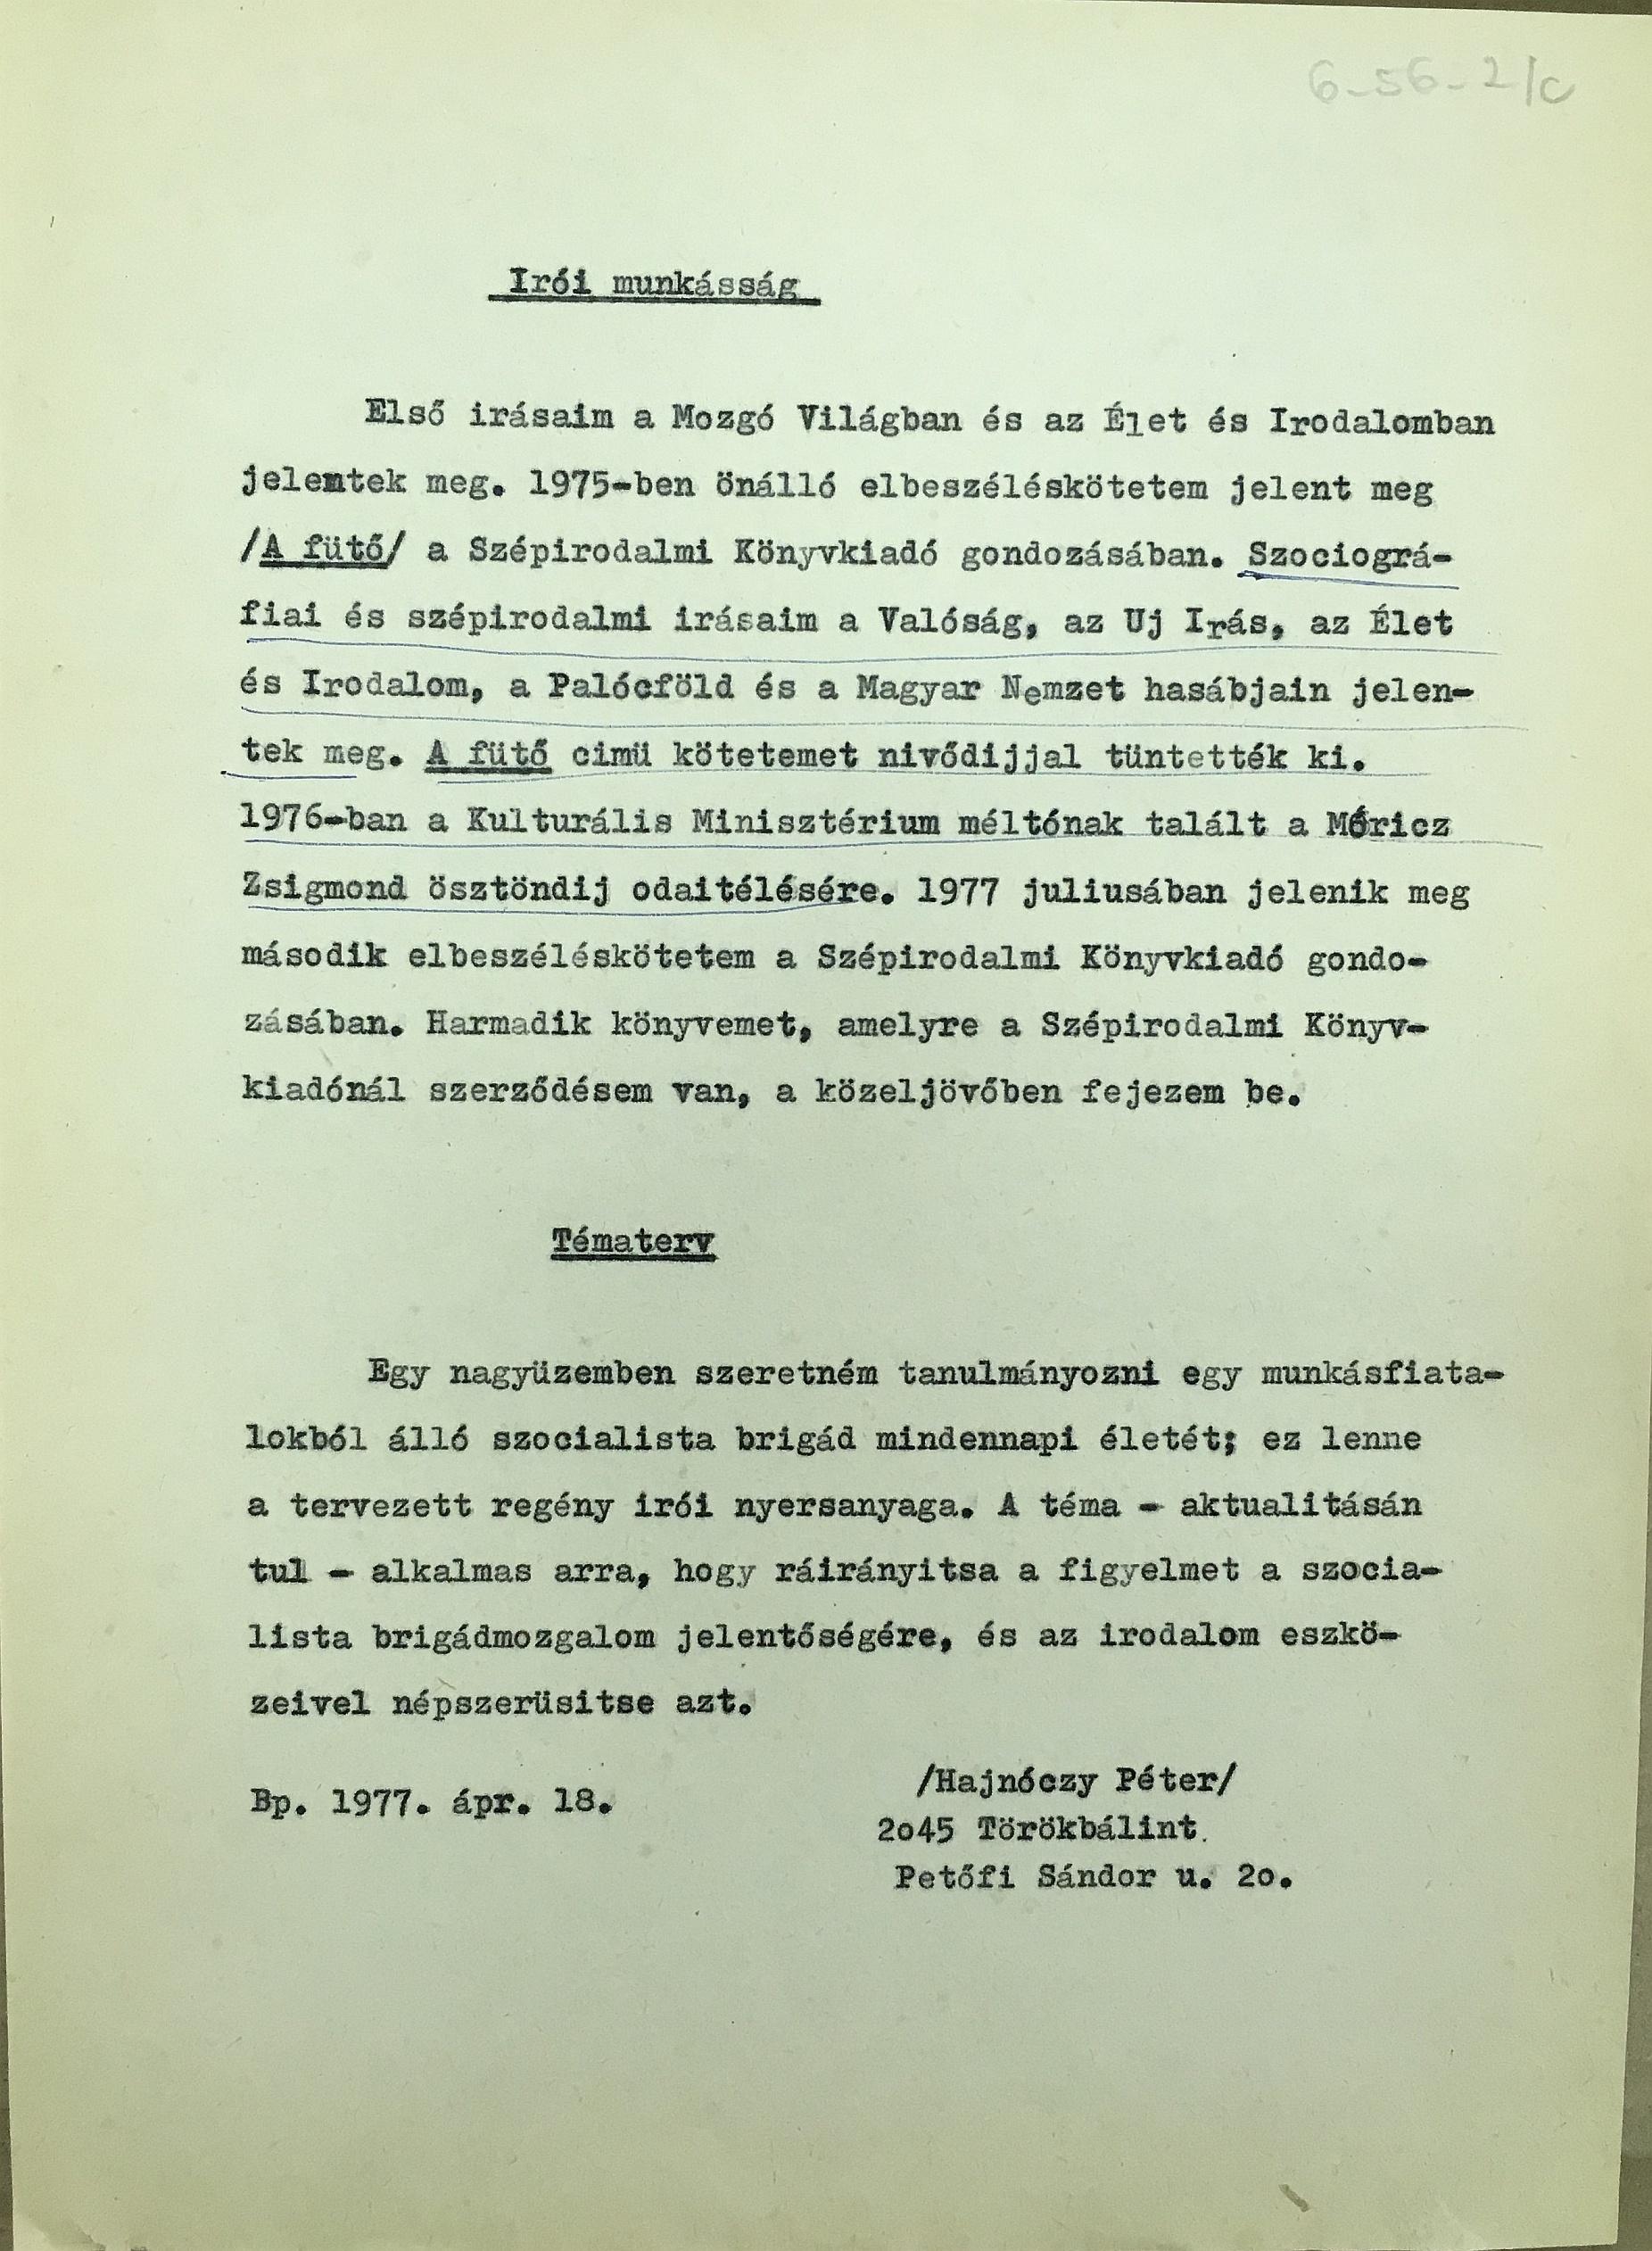 6-56-2/c
Irói munkásság
Első irásaim a Mozgó Világban és az Élet és Irodalomban
jelentek meg. 1975-ben önálló elbeszéléskötetem jelent meg
/A fütő/ a Szépirodalmi Könyvkiadó gondozásában. Szociográ-
fiai és szépirodalmi irásaim a Valóság, az Uj Irás, az Élet
és Irodalom, a Palócföld és a Magyar Nemzet hasábjain jelen-
tek meg. A fütő cimü kötetemet nivődijjal tüntették ki.
1976-ban a Kulturális Minisztérium méltónak talált a Móricz
Zsigmond ösztöndij odaitélésére. 1977 juliusában jelenik meg
második elbeszéléskötetem a Szépirodalmi Könyvkiadó gondo-
zásában. Harmadik könyvemet, amelyre a Szépirodalmi Könyv-
kiadónál szerződésem van, a közeljövőben fejezem be.
Tématerv
Egy nagyüzemben szeretném tanulmányozni egy munkásfiata-
lokból álló szocialista brigád mindennapi életét; ez lenne
a tervezett regény irói nyersanyaga. A téma - aktualitásán
tul - alkalmas arra, hogy ráirányitsa a figyelmet a szocia-
lista brigádmozgalom jelentőségére, és az irodalom eszkö-
zeivel népszerüsitse azt.
/Hajnóczy Péter/
Bp. 1977. ápr. 18.
2o45 Törökbálint.
Petőfi Sándor u. 2o.